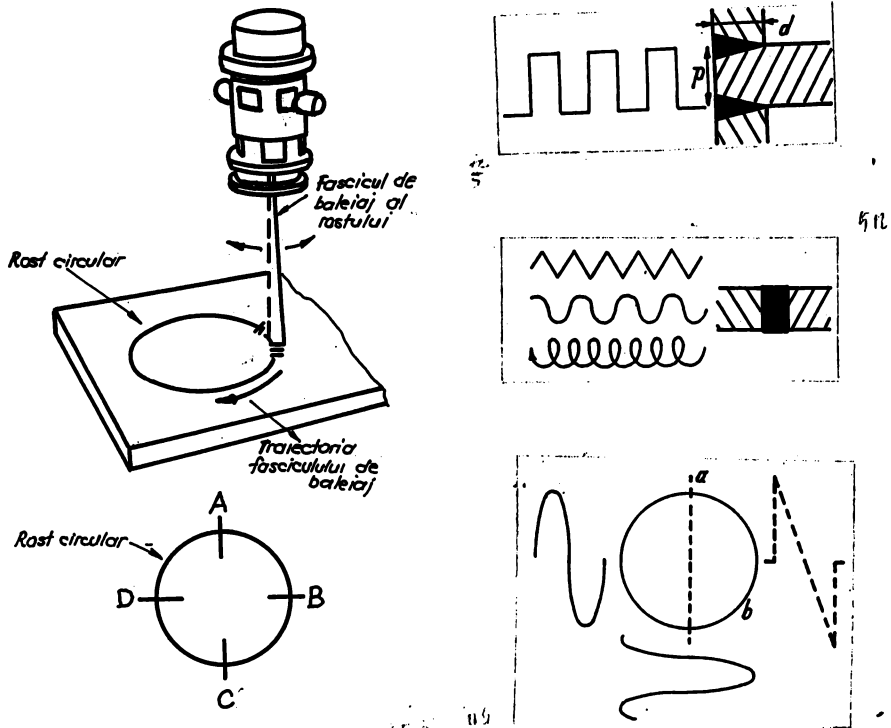 Fascicul de
baleiaj al
rostului
Rost circular
Traiectoria
fasciculului de
baleiaj
A
Rost circular
D
B
C
d
p
a
b